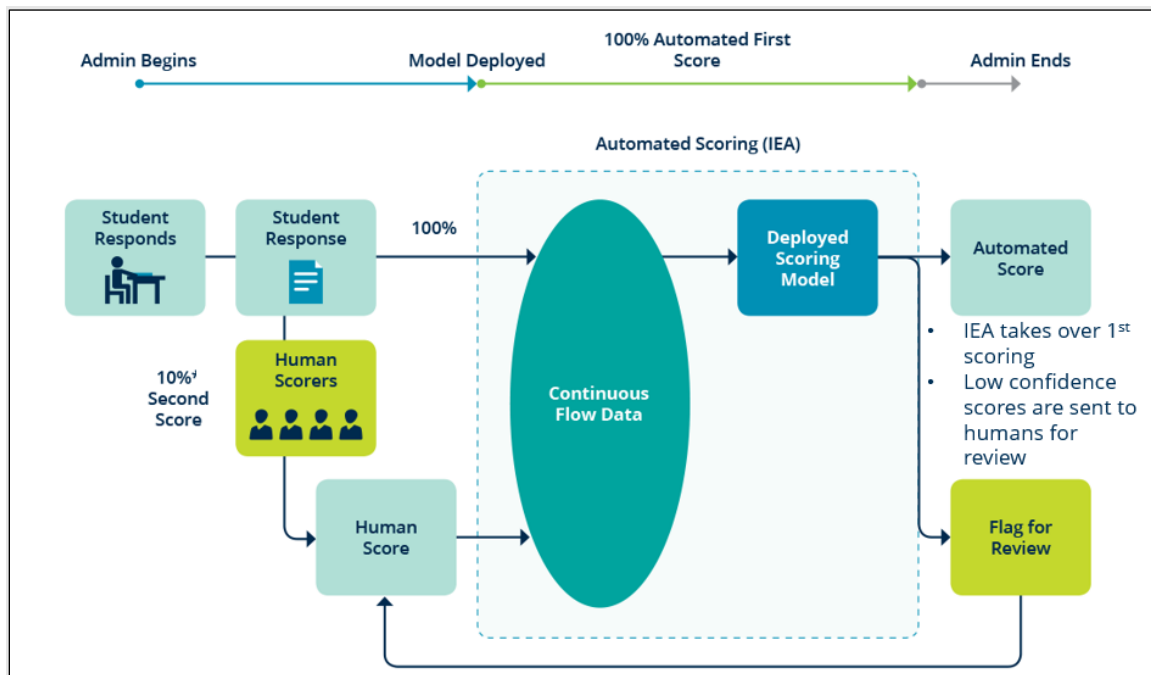 100% Automated First
Score
Admin Begins
Model Deployed
Admin Ends
Automated Scoring (IEA)
Student
Responds
Student
Response
100%
Deployed
Scoring
Model
Automated
Score
• IEA takes over 1st
scoring
• Low confidence
scores are sent to
humans for
review
Human
Scorers
10%
Second
Score
Continuous
Flow Data
Human
Score
Flag for
Review